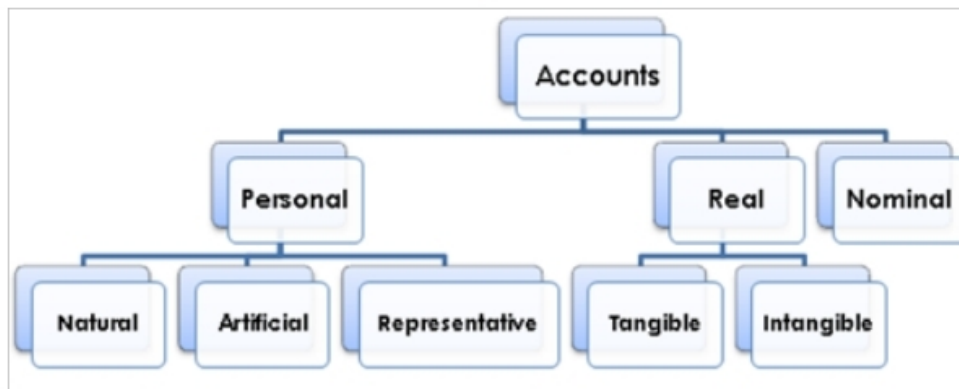 Accounts
Personal
Real
Nominal
Natural
Artificial
Representative
Tangible
Intangible